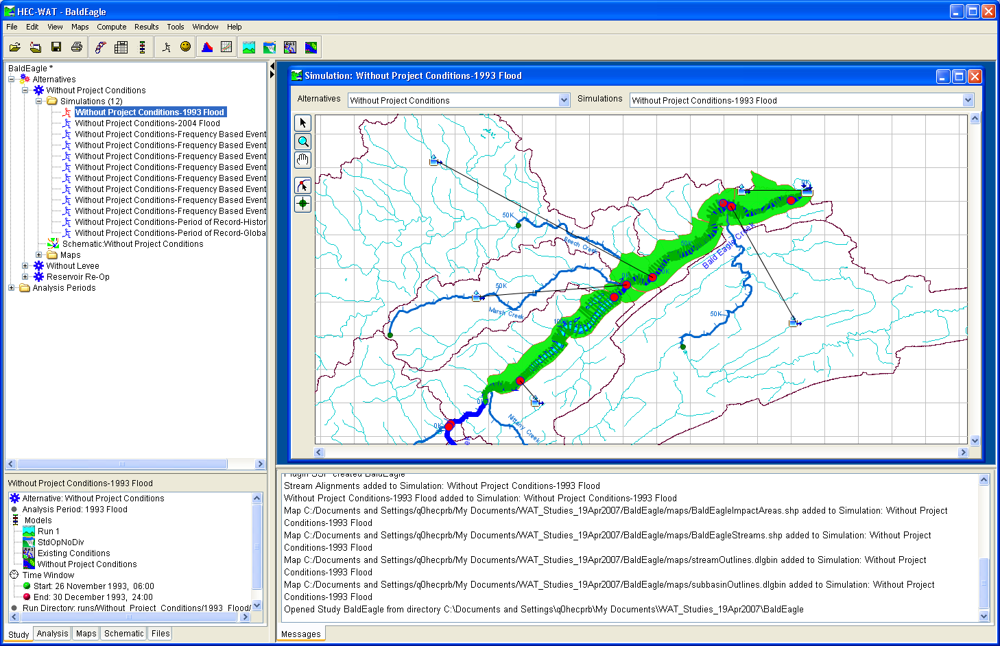 HEC-WAT - BaldEagle
File Edit View Maps Compute Results Tools Window Help
BaldEagle *
Alternatives
Without Project Conditions
Simulations (12)
Without Project Conditions-1993 Flood
Without Project Conditions-2004 Flood
Without Project Conditions-Frequency Based Event
Without Project Conditions-Frequency Based Event
Without Project Conditions-Frequency Based Event
Without Project Conditions-Frequency Based Event
Without Project Conditions-Frequency Based Event
Without Project Conditions-Frequency Based Event
Without Project Conditions-Frequency Based Event
Without Project Conditions-Frequency Based Event
Without Project Conditions-Period of Record-Histor
Without Project Conditions-Period of Record-Globa
Schematic:Without Project Conditions
Maps
Without Levee
Reservoir Re-Op
Analysis Periods
Without Project Conditions-1993 Flood
Alternative: Without Project Conditions
Analysis Period: 1993 Flood
Models
Run 1
StdOpNoDiv
Existing Conditions
Without Project Conditions
Time Window
Start: 26 November 1993, 06:00
End: 30 December 1993, 24:00
Run Directory: runs/Without_Project_Conditions/1993_Flood/
Study Analysis Maps Schematic Files
Simulation: Without Project Conditions-1993 Flood
Alternatives Without Project Conditions Simulations Without Project Conditions-1993 Flood
0K
50K
Beech Creek
50K
Bald Eagle Creek
0K
0K
50K
Marsh Creek
50K
0K
Nittany Creek
0K
Plugin SSP created BaldEagle
Stream Alignments added to Simulation: Without Project Conditions-1993 Flood
Without Project Conditions-1993 Flood added to Simulation: Without Project Conditions-1993 Flood
Map C:/Documents and Settings/q0hecprb/My Documents/WAT_Studies_19Apr2007/BaldEagle/maps/BaldEagleImpactAreas.shp added to Simulation: Without Project
Conditions-1993 Flood
Map C:/Documents and Settings/q0hecprb/My Documents/WAT_Studies_19Apr2007/BaldEagle/maps/BaldEagleStreams.shp added to Simulation: Without Project
Conditions-1993 Flood
Map C:/Documents and Settings/q0hecprb/My Documents/WAT_Studies_19Apr2007/BaldEagle/maps/streamOutlines.dlgbin added to Simulation: Without Project
Conditions-1993 Flood
Map C:/Documents and Settings/q0hecprb/My Documents/WAT_Studies_19Apr2007/BaldEagle/maps/subbasinOutlines.dlgbin added to Simulation: Without Project
Conditions-1993 Flood
Opened Study BaldEagle from directory C:\Documents and Settings\q0hecprb\My Documents\WAT_Studies_19Apr2007\BaldEagle
Messages